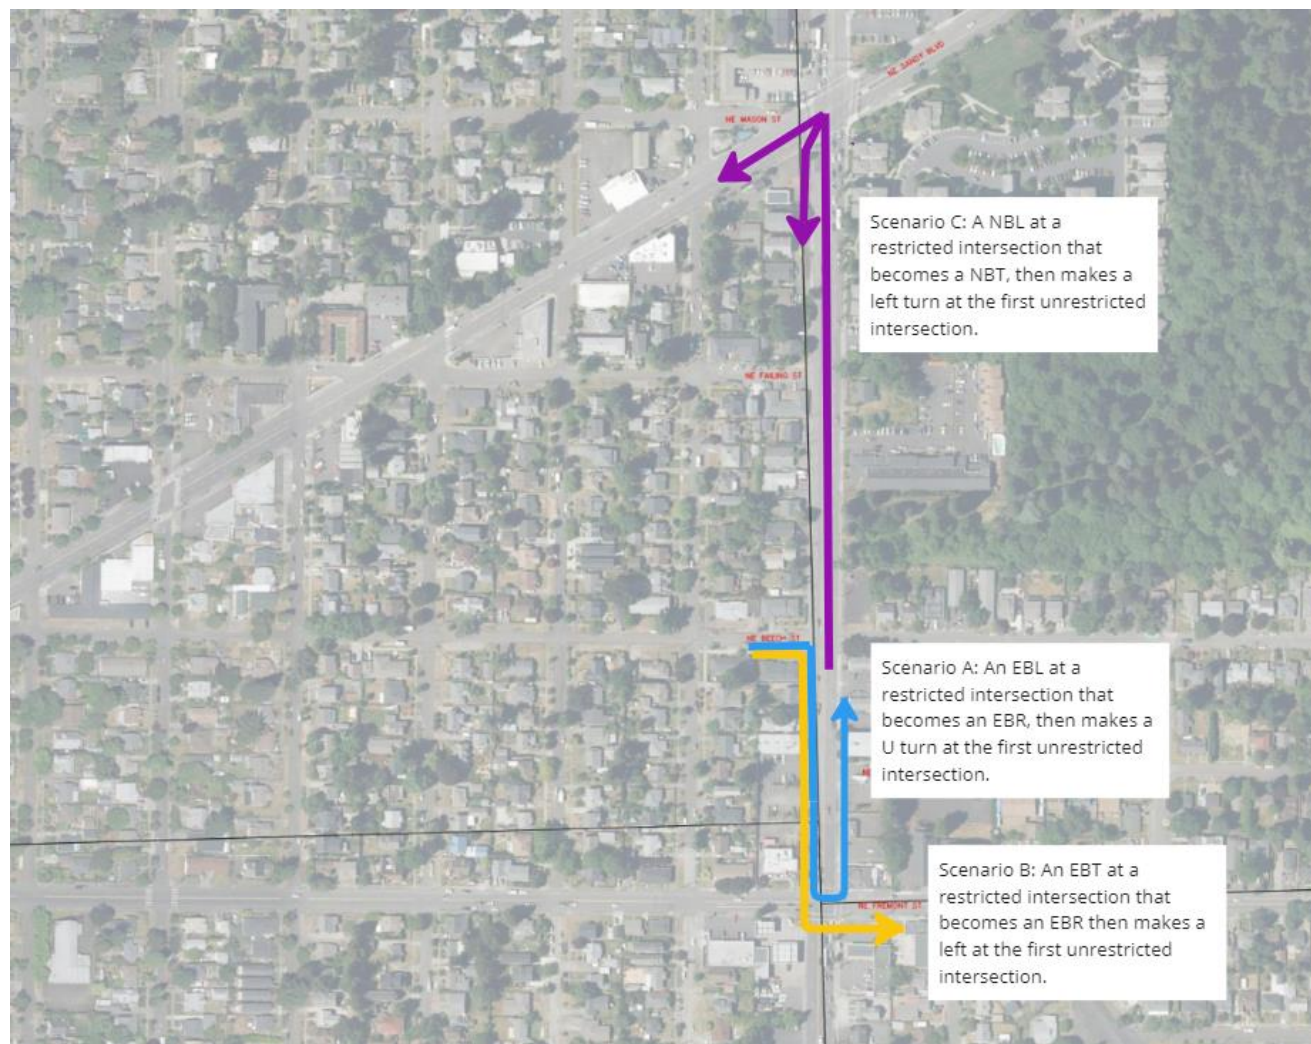 NE SANDY BLVD
NE MASON ST
Scenario C: A NBL at a
restricted intersection that
becomes a NBT, then makes a
left turn at the first unrestricted
intersection.
NE FAILING ST
NE BEECH ST
Scenario A: An EBL at a
restricted intersection that
becomes an EBR, then makes a
U turn at the first unrestricted
intersection.
Scenario B: An EBT at a
restricted intersection that
becomes an EBR then makes a
left at the first unrestricted
intersection.
NE FREMONT ST